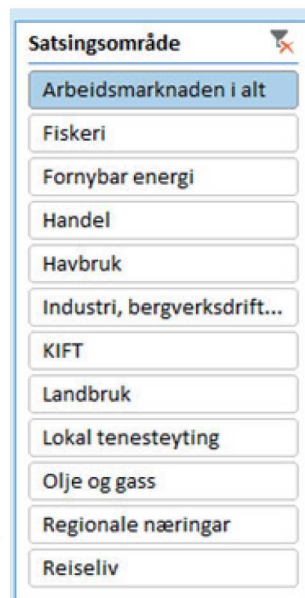 Satsingsområde
Arbeidsmarknaden i alt
Fiskeri
Fornybar energi
Handel
Havbruk
Industri, bergverksdrift...
KIFT
Landbruk
Lokal tenesteyting
Olje og gass
Regionale næringar
Reiseliv